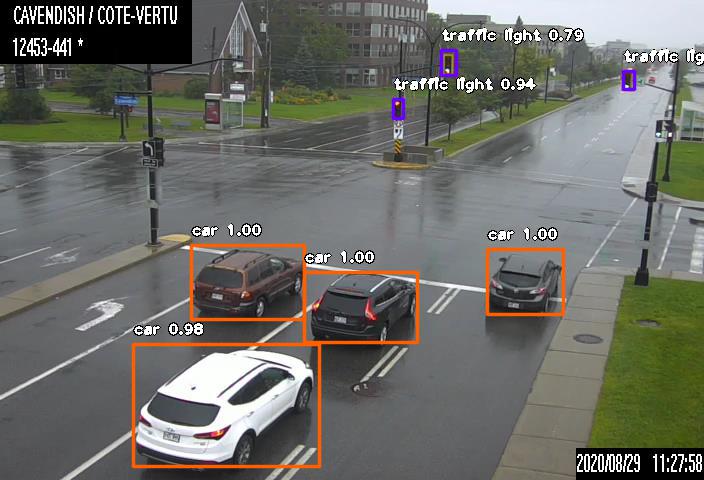 CAVENDISH / COTE-VERTU
12453-441 *
traffic light 0.79
traffic lig
traffic light 0.94
car 1.00
car 1.00
car 1.00
car 0.98
2020/08/29 11:27:58